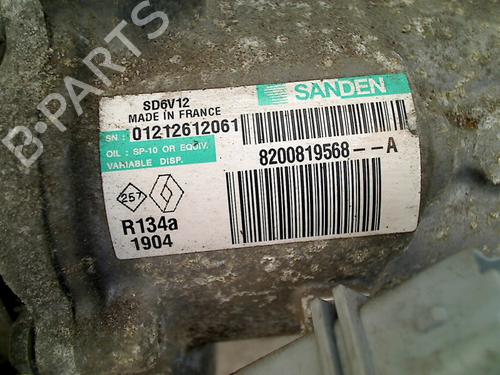 SD6V12
MADE IN FRANCE
SANDEN
SN : 01212612061
OIL : SP-10 OR EQUIV.
VARIABLE DISP.
8200819568--A
257
R134a
1904
B-PARTS
B-PARTS